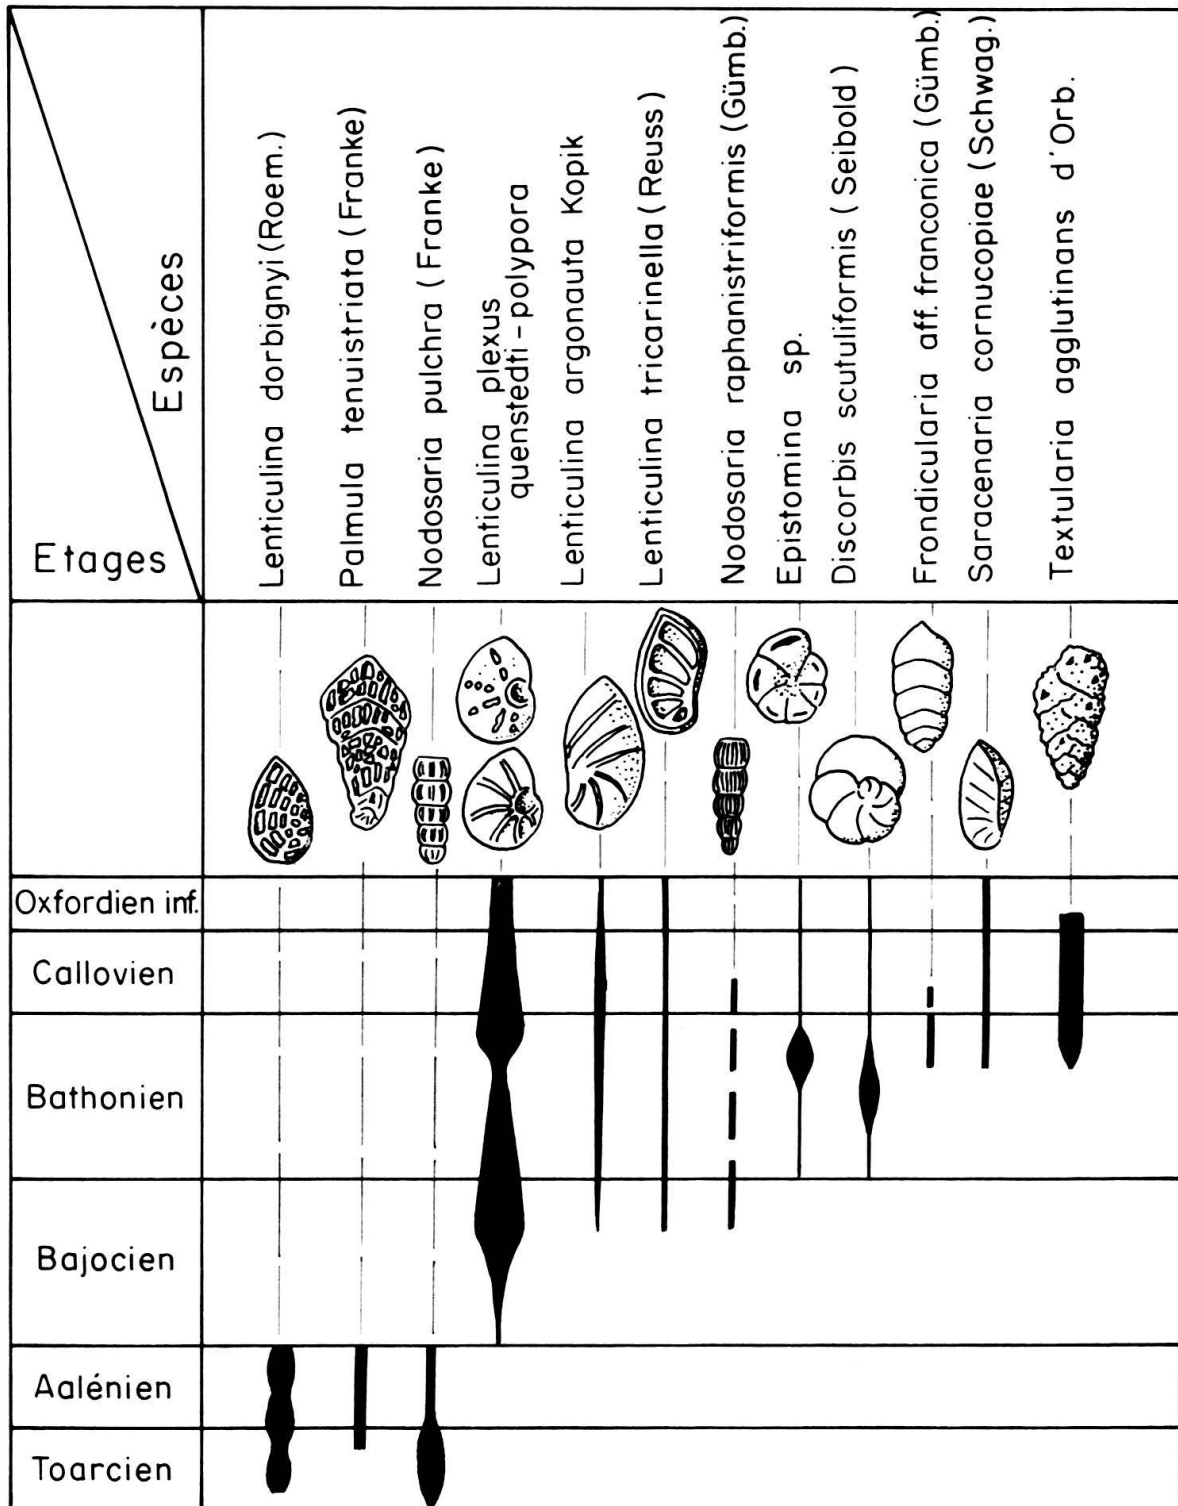 Espèces
Etages
Lenticulina dorbignyi (Roem.)
Palmula tenuistriata (Franke)
Nodosaria pulchra (Franke)
Lenticulina plexus
quenstedti - polypora
Lenticulina argonauta Kopik
Lenticulina tricarinella (Reuss)
Nodosaria raphanistriformis (Gümb.)
Epistomina sp.
Discorbis scutuliformis (Seibold)
Frondicularia aff. franconica (Gümb.)
Saracenaria cornucopiae (Schwag.)
Textularia agglutinans d'Orb.
Oxfordien inf.
Callovien
Bathonien
Bajocien
Aalénien
Toarcien